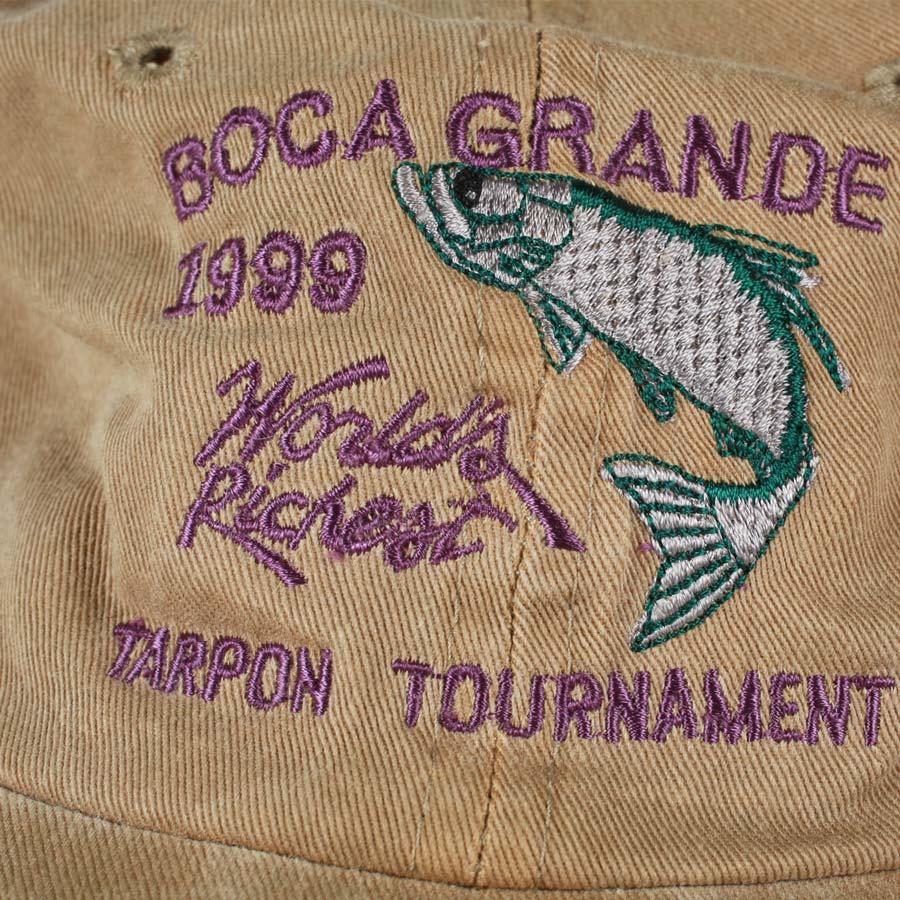 BOCA GRANDE
1999
World's
Richest
TARPON TOURNAMENT